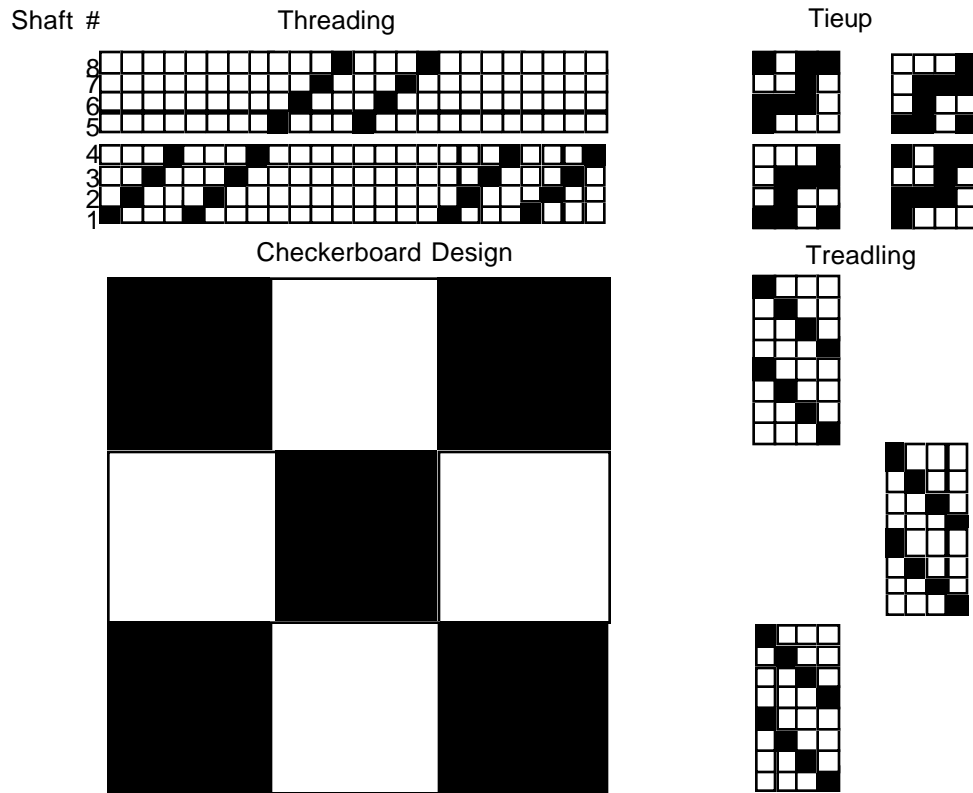 Shaft #
Threading
Tieup
8
7
6
5
4
3
2
1
Checkerboard Design
Treadling